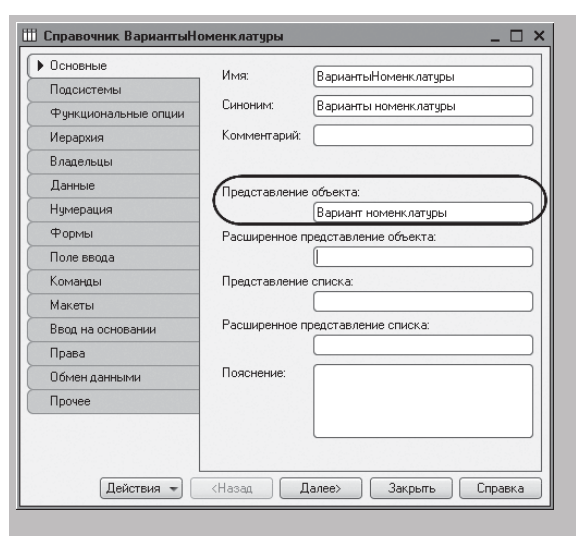 Справочник ВариантыНоменклатуры
Основные
Подсистемы
Функциональные опции
Иерархия
Владельцы
Данные
Нумерация
Формы
Поле ввода
Команды
Макеты
Ввод на основании
Права
Обмен данными
Прочее
Имя: ВариантыНоменклатуры
Синоним: Варианты номенклатуры
Комментарий:
Представление объекта:
Вариант номенклатуры
Расширенное представление объекта:
Представление списка:
Расширенное представление списка:
Пояснение:
Действия <Назад Далее> Закрыть Справка